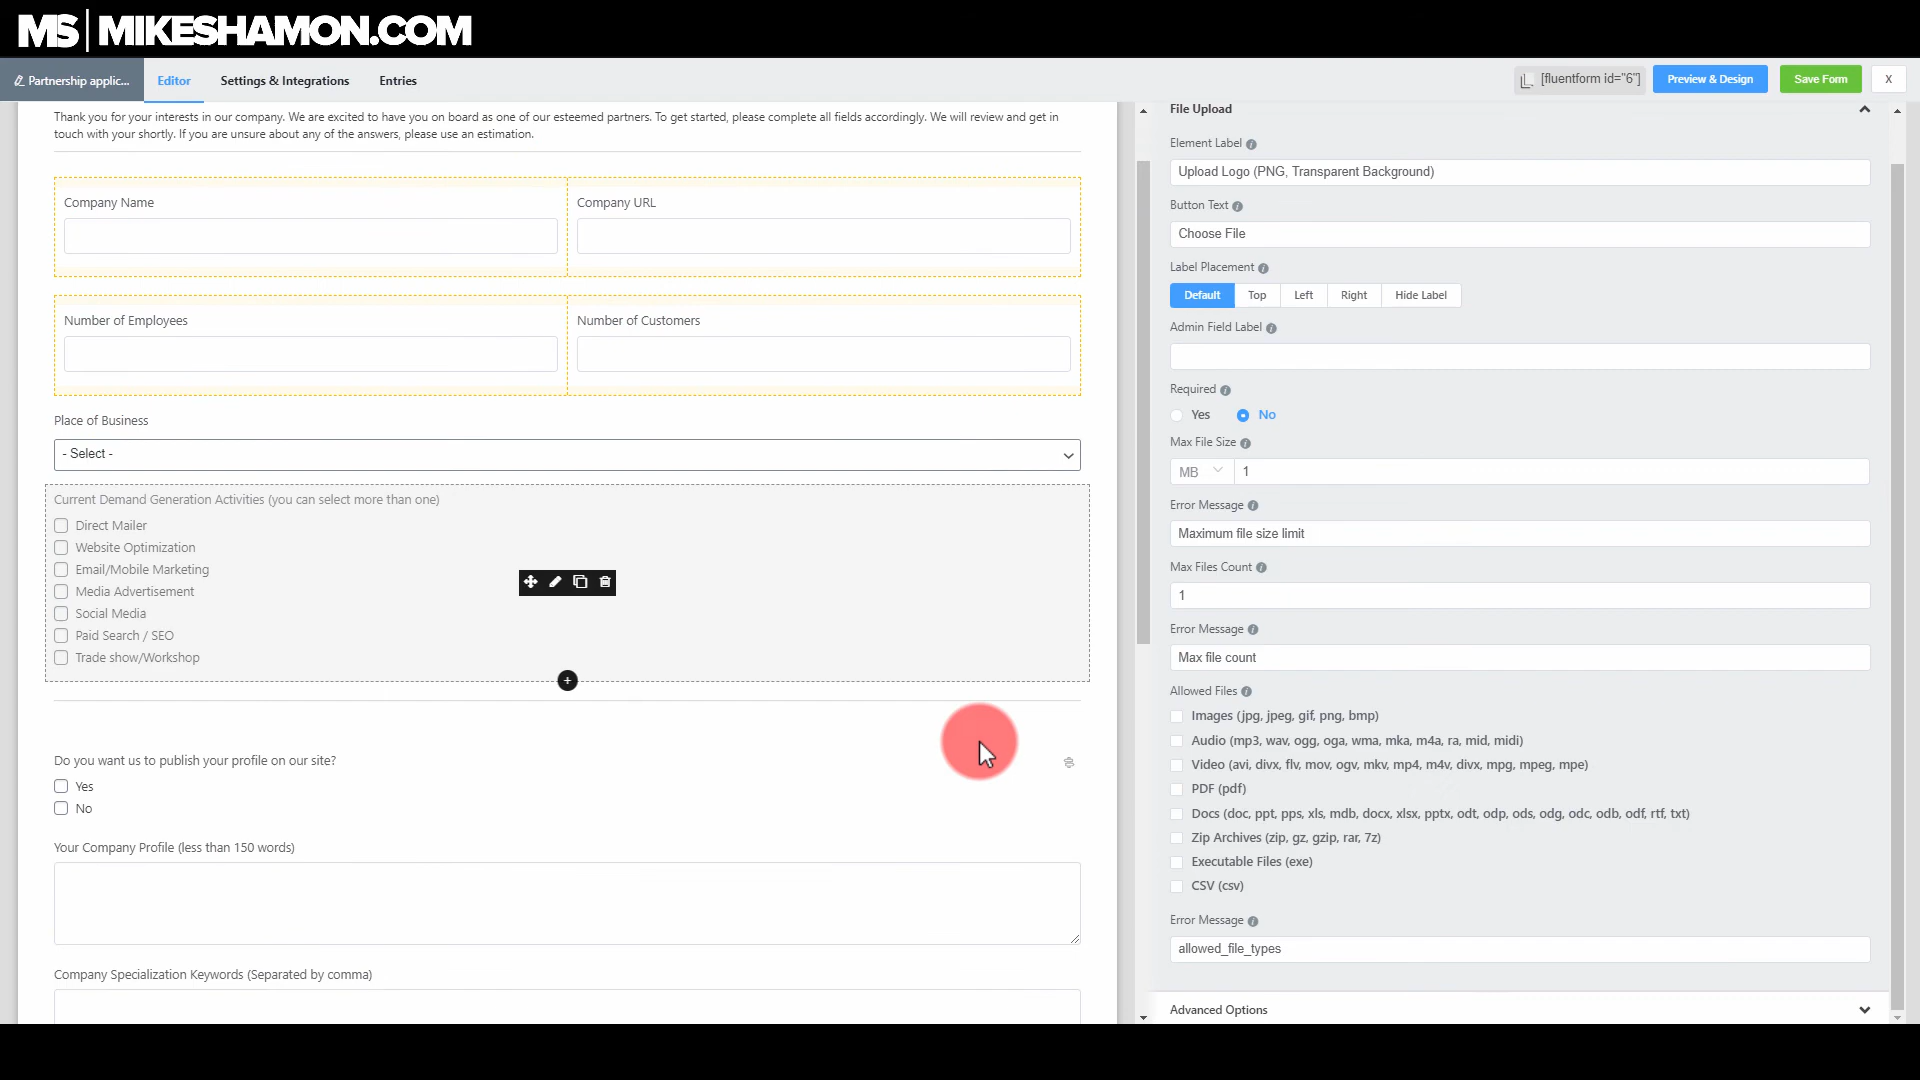 MS | MIKESHAMON.COM
Partnership applic...
Editor
Settings & Integrations
Entries
[fluentform id="6"]
Preview & Design
Save Form
X
Thank you for your interests in our company. We are excited to have you on board as one of our esteemed partners. To get started, please complete all fields accordingly. We will review and get in
touch with your shortly. If you are unsure about any of the answers, please use an estimation.
Company Name
Company URL
Number of Employees
Number of Customers
Place of Business
- Select -
Current Demand Generation Activities (you can select more than one)
Direct Mailer
Website Optimization
Email/Mobile Marketing
Media Advertisement
Social Media
Paid Search / SEO
Trade show/Workshop
Do you want us to publish your profile on our site?
Yes
No
Your Company Profile (less than 150 words)
Company Specialization Keywords (Separated by comma)
File Upload
Element Label
Upload Logo (PNG, Transparent Background)
Button Text
Choose File
Label Placement
Default
Top
Left
Right
Hide Label
Admin Field Label
Required
Yes
No
Max File Size
MB
1
Error Message
Maximum file size limit
Max Files Count
1
Error Message
Max file count
Allowed Files
Images (jpg, jpeg, gif, png, bmp)
Audio (mp3, wav, ogg, oga, wma, mka, m4a, ra, mid, midi)
Video (avi, divx, flv, mov, ogv, mkv, mp4, m4v, divx, mpg, mpeg, mpe)
PDF (pdf)
Docs (doc, ppt, pps, xls, mdb, docx, xlsx, pptx, odt, odp, ods, odg, odc, odb, odf, rtf, txt)
Zip Archives (zip, gz, gzip, rar, 7z)
Executable Files (exe)
CSV (csv)
Error Message
allowed_file_types
Advanced Options